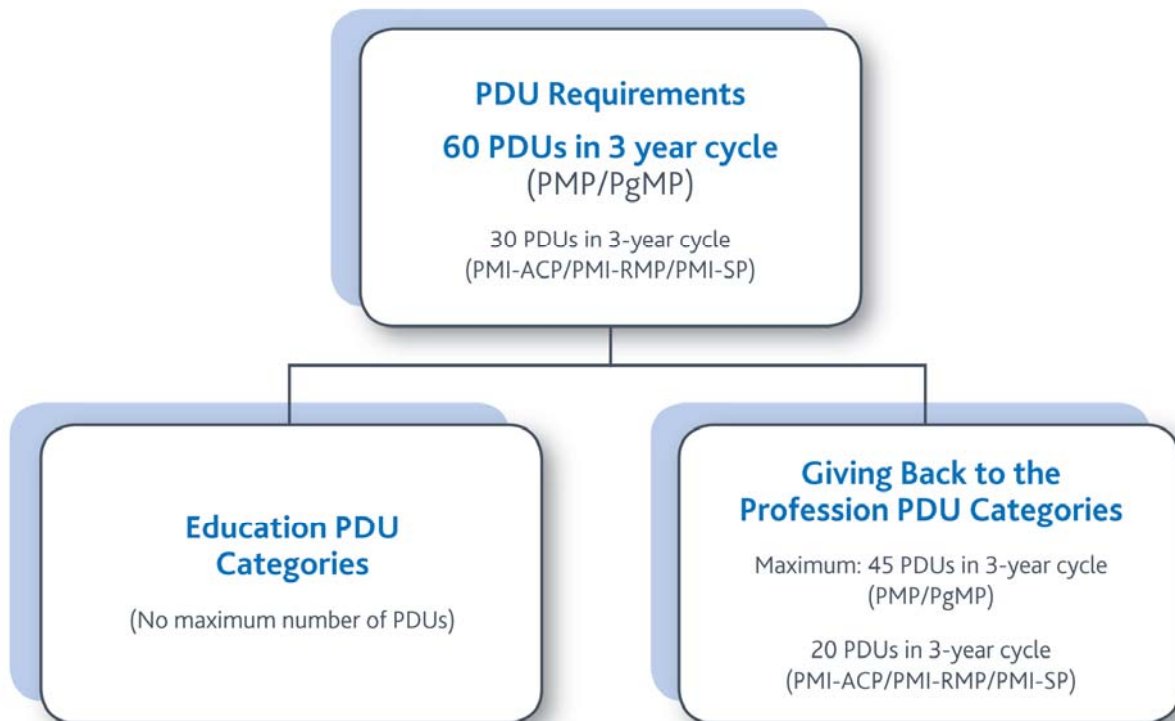 PDU Requirements
60 PDUs in 3 year cycle
(PMP/PgMP)
30 PDUs in 3-year cycle
(PMI-ACP/PMI-RMP/PMI-SP)
Education PDU
Categories
(No maximum number of PDUs)
Giving Back to the
Profession PDU Categories
Maximum: 45 PDUs in 3-year cycle
(PMP/PgMP)
20 PDUs in 3-year cycle
(PMI-ACP/PMI-RMP/PMI-SP)